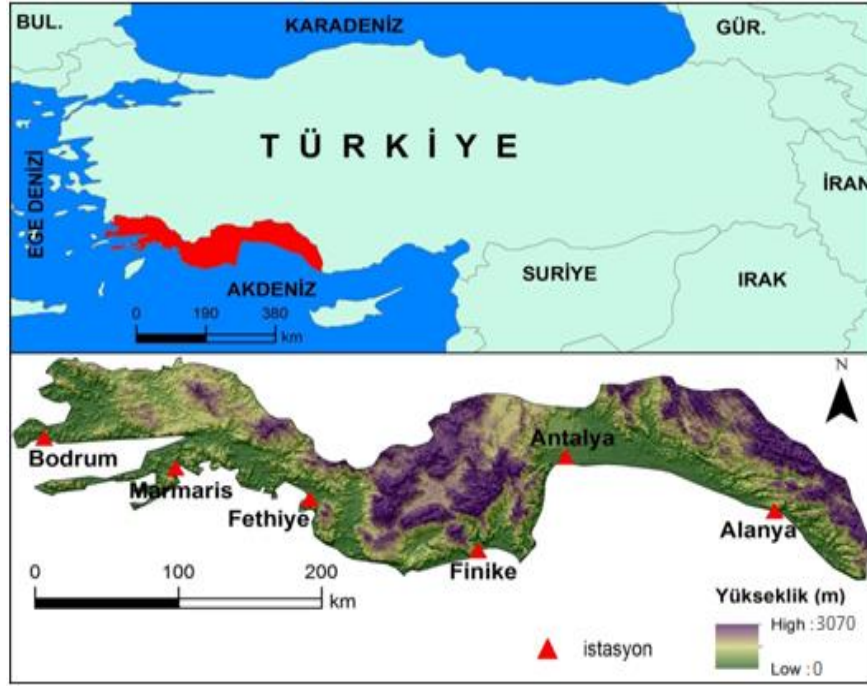 BUL.
KARADENİZ
GÜR.
TÜRKİYE
İRAN
EGE DENİZİ
SURİYE
IRAK
AKDENİZ
0 190 380
km
N
Antalya
Bodrum
Marmaris
Fethiye
Alanya
Finike
0 100 200
km
Yükseklik (m)
High : 3070
Low : 0
istasyon